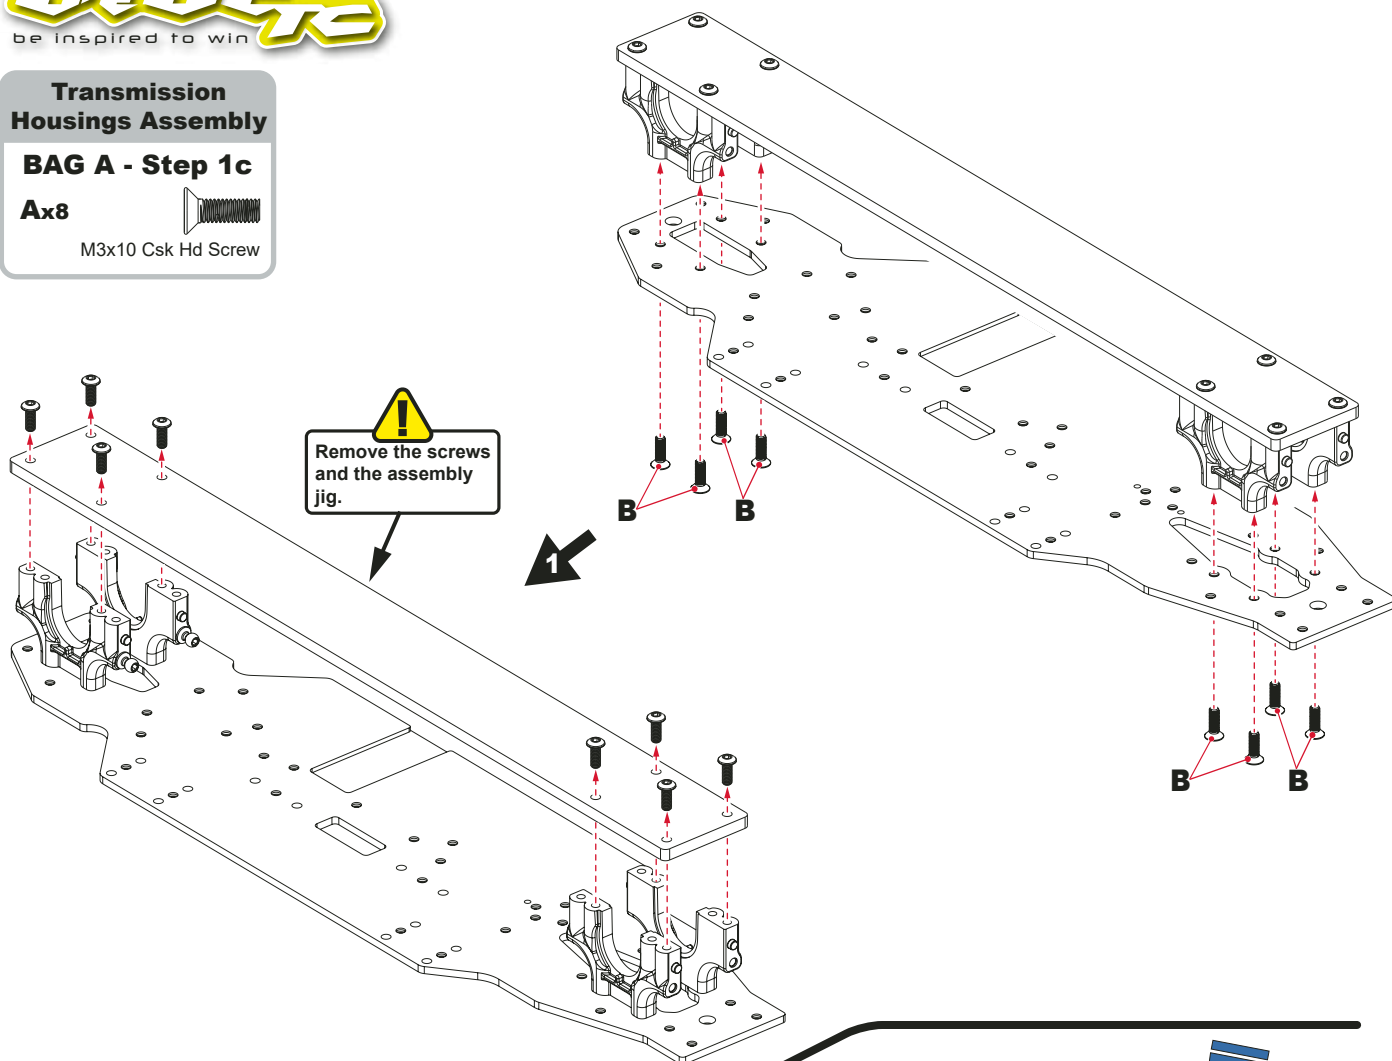 be inspired to win
Transmission
Housings Assembly
BAG A - Step 1c
Ax8
M3x10 Csk Hd Screw
Remove the screws
and the assembly
jig.
1
B
B
B
B